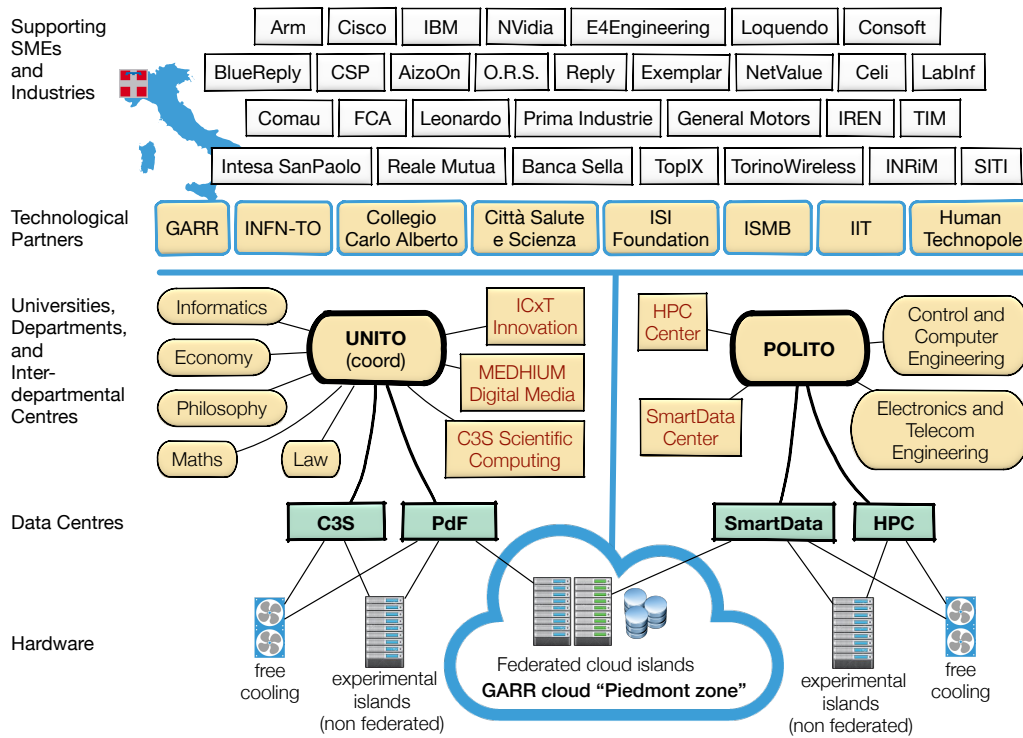 Supporting
SMEs
and
Industries
Arm
Cisco
IBM
NVidia
E4Engineering
Loquendo
Consoft
BlueReply
CSP
AizoOn
O.R.S.
Reply
Exemplar
NetValue
Celi
LabInf
Comau
FCA
Leonardo
Prima Industrie
General Motors
IREN
TIM
Intesa SanPaolo
Reale Mutua
Banca Sella
TopIX
TorinoWireless
INRiM
SITI
Technological
Partners
GARR
INFN-TO
Collegio
Carlo Alberto
Città Salute
e Scienza
ISI
Foundation
ISMB
IIT
Human
Technopole
Universities,
Departments,
and
Inter-
departmental
Centres
Informatics
Economy
Philosophy
Maths
Law
UNITO
(coord)
ICxT
Innovation
MEDHIUM
Digital Media
C3S Scientific
Computing
HPC
Center
SmartData
Center
POLITO
Control and
Computer
Engineering
Electronics and
Telecom
Engineering
Data Centres
C3S
PdF
SmartData
HPC
Hardware
free
cooling
experimental
islands
(non federated)
Federated cloud islands
GARR cloud “Piedmont zone”
experimental
islands
(non federated)
free
cooling